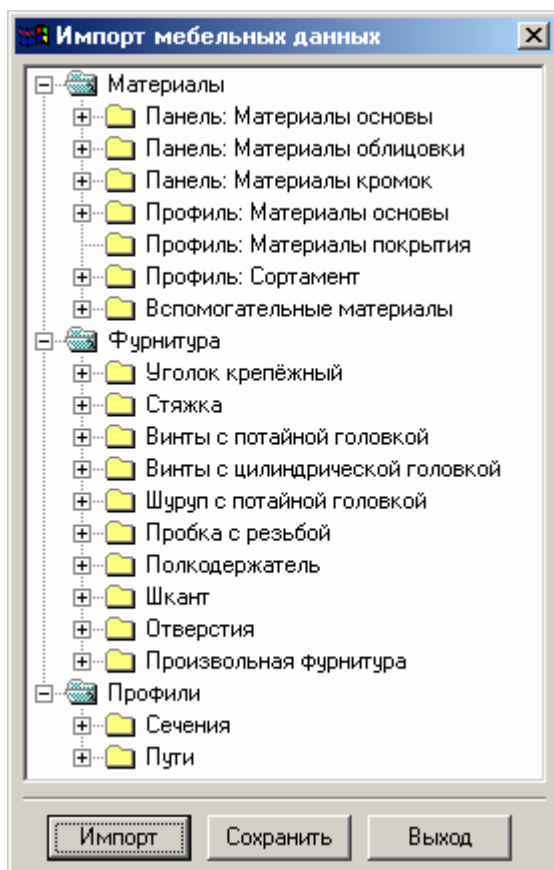 Импорт мебельных данных
Материалы
Панель: Материалы основы
Панель: Материалы облицовки
Панель: Материалы кромок
Профиль: Материалы основы
Профиль: Материалы покрытия
Профиль: Сортамент
Вспомогательные материалы
Фурнитура
Уголок крепёжный
Стяжка
Винты с потайной головкой
Винты с цилиндрической головкой
Шуруп с потайной головкой
Пробка с резьбой
Полкодержатель
Шкант
Отверстия
Произвольная фурнитура
Профили
Сечения
Пути
Импорт Сохранить Выход